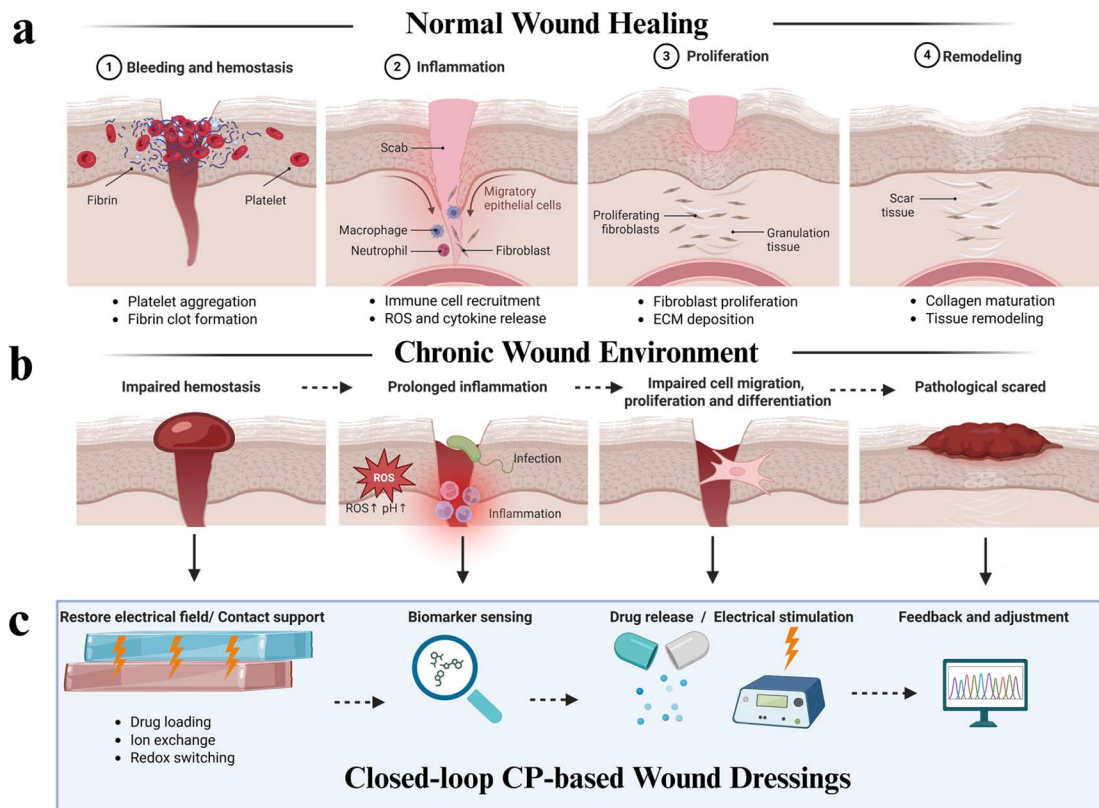 a
Normal Wound Healing
1 Bleeding and hemostasis
2 Inflammation
3 Proliferation
4 Remodeling
Fibrin
Platelet
Scab
Migratory
epithelial cells
Macrophage
Neutrophil
Fibroblast
Proliferating
fibroblasts
Granulation
tissue
Scar
tissue
• Platelet aggregation
• Fibrin clot formation
• Immune cell recruitment
• ROS and cytokine release
• Fibroblast proliferation
• ECM deposition
• Collagen maturation
• Tissue remodeling
b
Chronic Wound Environment
Impaired hemostasis
Prolonged inflammation
Impaired cell migration,
proliferation and differentiation
Pathological scared
ROS
ROS↑ pH↑
Infection
Inflammation
c
Restore electrical field/ Contact support
• Drug loading
• Ion exchange
• Redox switching
Biomarker sensing
Drug release / Electrical stimulation
Feedback and adjustment
Closed-loop CP-based Wound Dressings